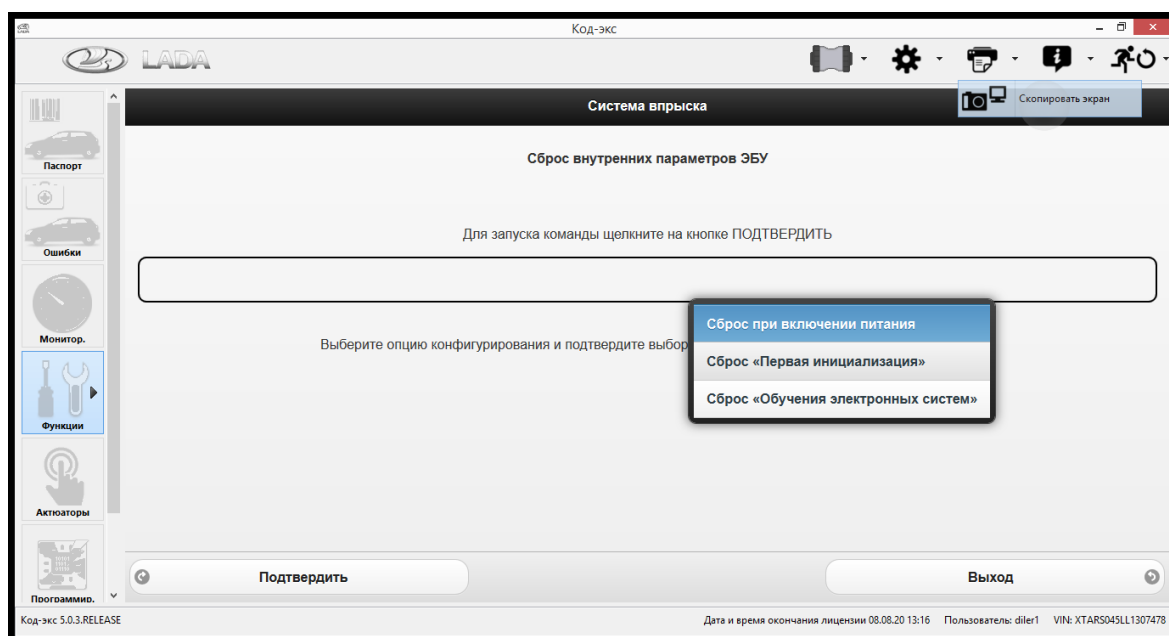 Код-экс
LADA
Скопировать экран
Система впрыска
Паспорт
Сброс внутренних параметров ЭБУ
Для запуска команды щелкните на кнопке ПОДТВЕРДИТЬ
Ошибки
Сброс при включении питания
Монитор.
Выберите опцию конфигурирования и подтвердите выбор
Сброс «Первая инициализация»
Сброс «Обучения электронных систем»
Функции
Актюаторы
Подтвердить
Выход
Программир.
Код-экс 5.0.3.RELEASE
Дата и время окончания лицензии 08.08.20 13:16 Пользователь: diler1 VIN: XTARS045LL1307478